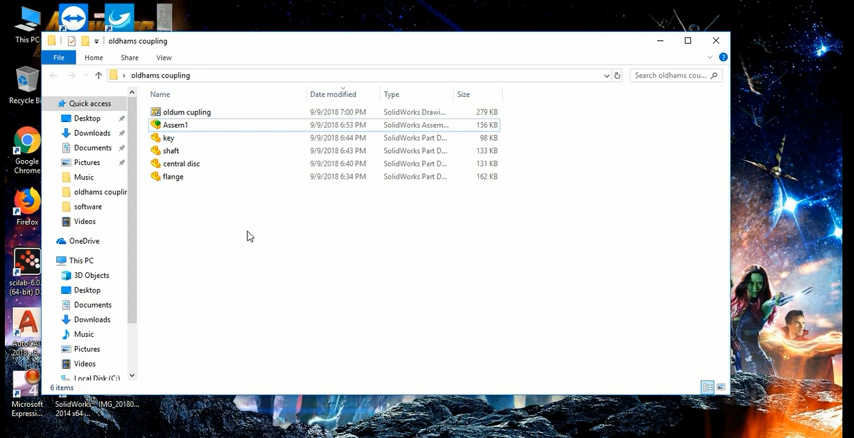 This PC
oldhams coupling
File Home Share View
oldhams coupling
Search oldhams cou...
Recycle Bi
Google
Chrome
Firefox
scilab-6.0.
(64-bit) D
AutoCA
Microsoft
Expressi...
SolidWorks
2014 x64-...
_IMG_20180...
Quick access
Desktop
Downloads
Documents
Pictures
Music
oldhams couplin
software
Videos
OneDrive
This PC
3D Objects
Desktop
Documents
Downloads
Music
Pictures
Videos
Local Disk (C:)
Name Date modified Type Size
oldum cupling 9/9/2018 7:00 PM SolidWorks Drawi... 279 KB
Assem1 9/9/2018 6:53 PM SolidWorks Assem... 156 KB
key 9/9/2018 6:44 PM SolidWorks Part D... 98 KB
shaft 9/9/2018 6:43 PM SolidWorks Part D... 133 KB
central disc 9/9/2018 6:40 PM SolidWorks Part D... 131 KB
flange 9/9/2018 6:34 PM SolidWorks Part D... 162 KB
6 items